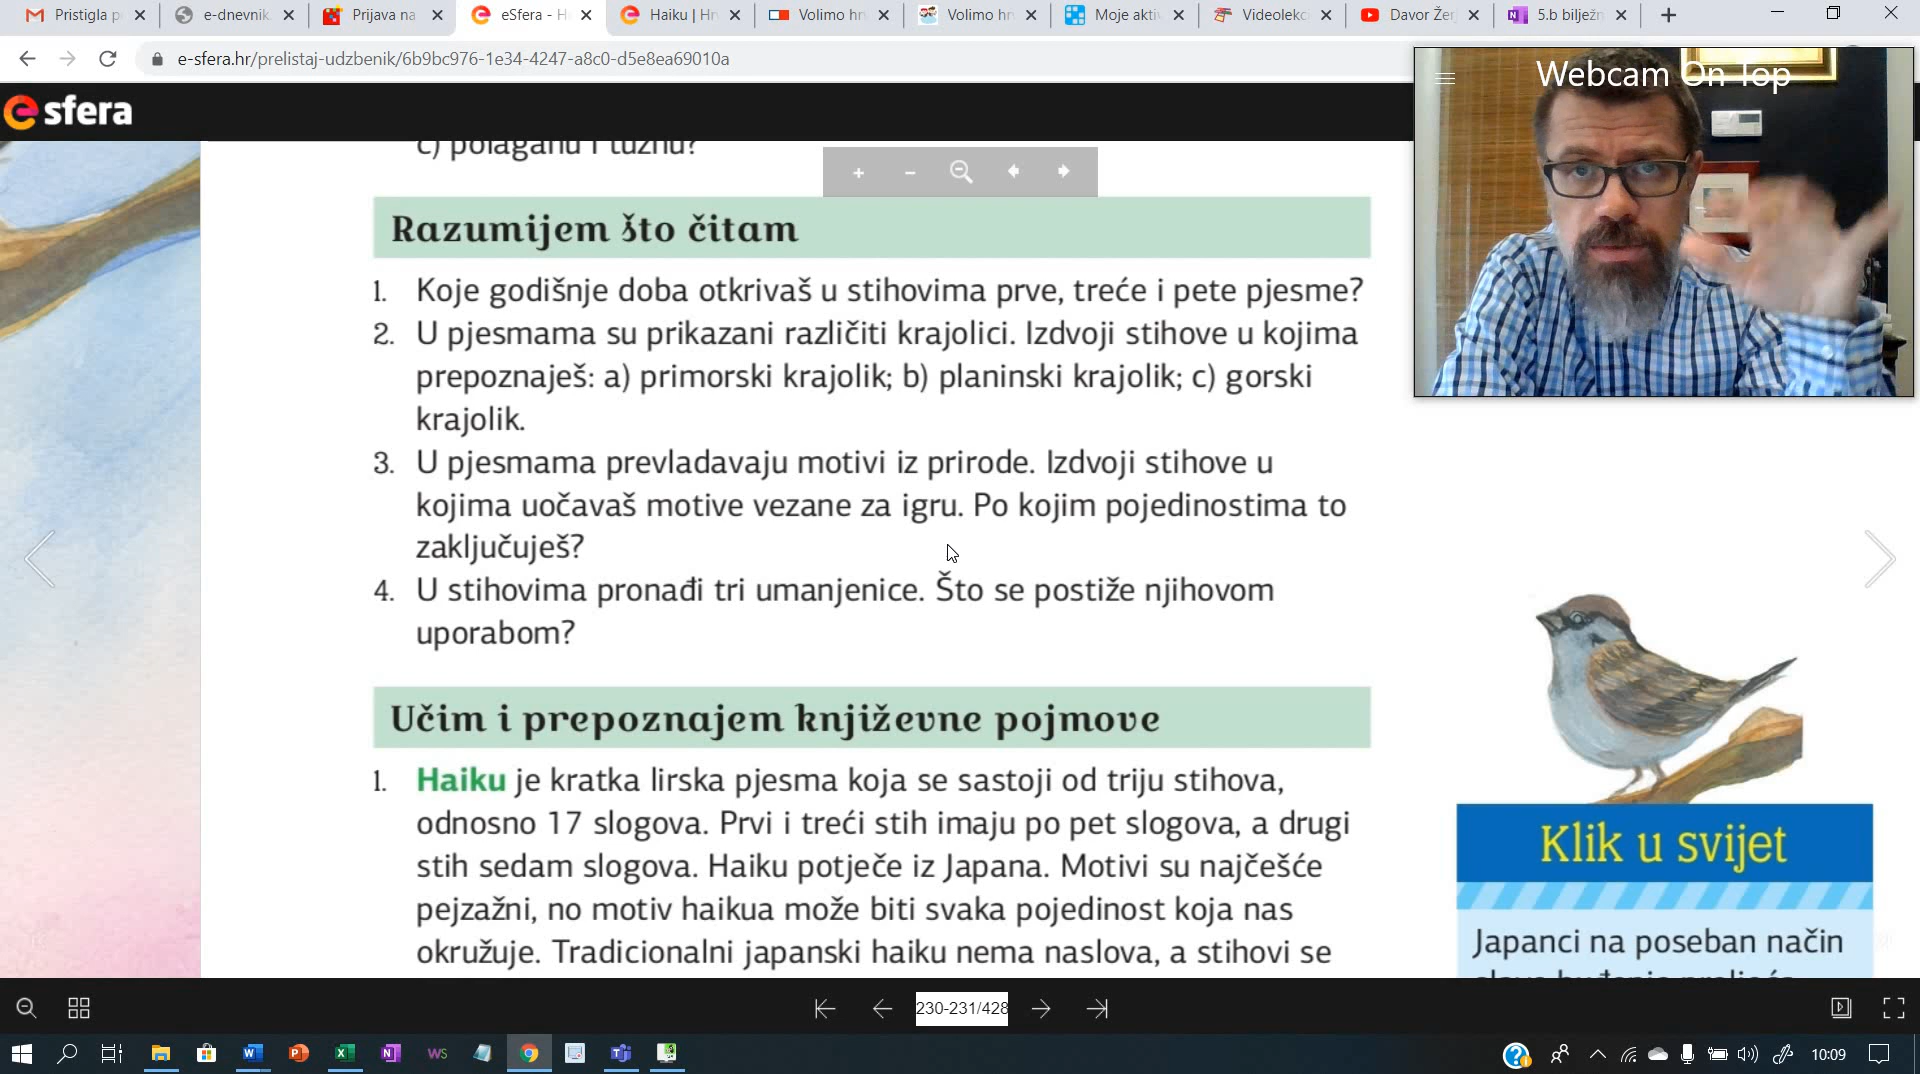 Pristigla p
e-dnevnik
Prijava na
eSfera - H
Haiku | Hr
Volimo hr
Volimo hr
Moje akti
Videolekc
Davor Žer
5.b bilježn
e-sfera.hr/prelistaj-udzbenik/6b9bc976-1e34-4247-a8c0-d5e8ea69010a
Webcam On Top
e sfera
c) polaganu i tužnu?
Razumijem što čitam
1. Koje godišnje doba otkrivaš u stihovima prve, treće i pete pjesme?
2. U pjesmama su prikazani različiti krajolici. Izdvoji stihove u kojima
prepoznaješ: a) primorski krajolik; b) planinski krajolik; c) gorski
krajolik.
3. U pjesmama prevladavaju motivi iz prirode. Izdvoji stihove u
kojima uočavaš motive vezane za igru. Po kojim pojedinostima to
zaključuješ?
4. U stihovima pronađi tri umanjenice. Što se postiže njihovom
uporabom?
Učim i prepoznajem književne pojmove
1. Haiku je kratka lirska pjesma koja se sastoji od triju stihova,
odnosno 17 slogova. Prvi i treći stih imaju po pet slogova, a drugi
stih sedam slogova. Haiku potječe iz Japana. Motivi su najčešće
pejzažni, no motiv haikua može biti svaka pojedinost koja nas
okružuje. Tradicionalni japanski haiku nema naslova, a stihovi se
Klik u svijet
Japanci na poseban način
230-231/428
WS
10:09